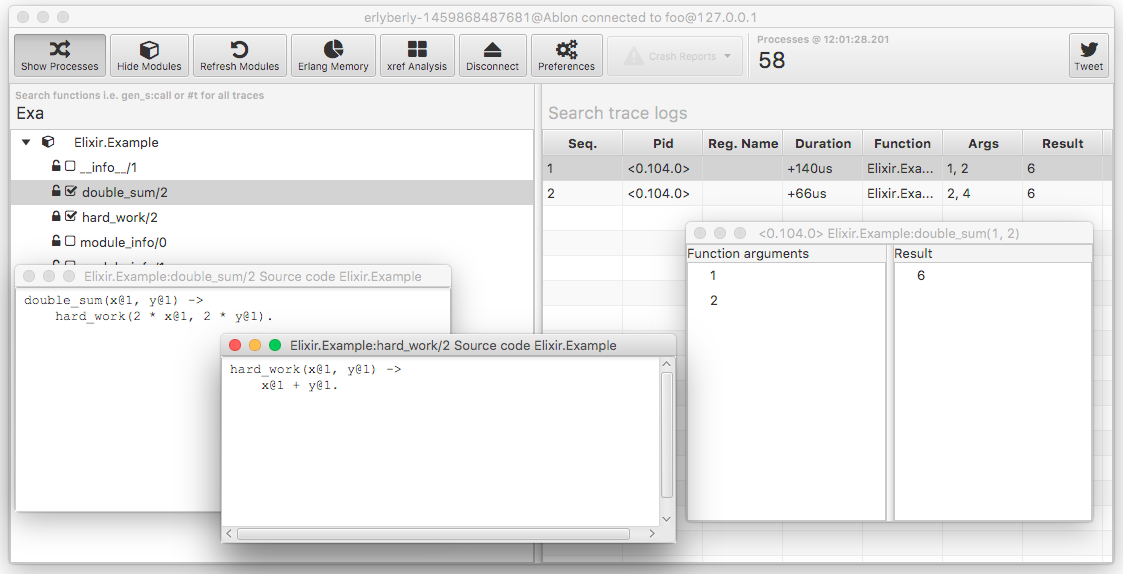 erlyberly-1459868487681@Ablon connected to foo@127.0.0.1
Show Processes
Hide Modules
Refresh Modules
Erlang Memory
xref Analysis
Disconnect
Preferences
Crash Reports
Processes @ 12:01:28.201
58
Tweet
Search functions i.e. gen_s:call or #t for all traces
Exa
Elixir.Example
__info__/1
double_sum/2
hard_work/2
module_info/0
Search trace logs
Seq. Pid Reg. Name Duration Function Args Result
1 <0.104.0> +140us Elixir.Exa... 1, 2 6
2 <0.104.0> +66us Elixir.Exa... 2, 4 6
Elixir.Example:double_sum/2 Source code Elixir.Example
double_sum(x@1, y@1) ->
hard_work(2 * x@1, 2 * y@1).
Elixir.Example:hard_work/2 Source code Elixir.Example
hard_work(x@1, y@1) ->
x@1 + y@1.
<0.104.0> Elixir.Example:double_sum(1, 2)
Function arguments
1
2
Result
6